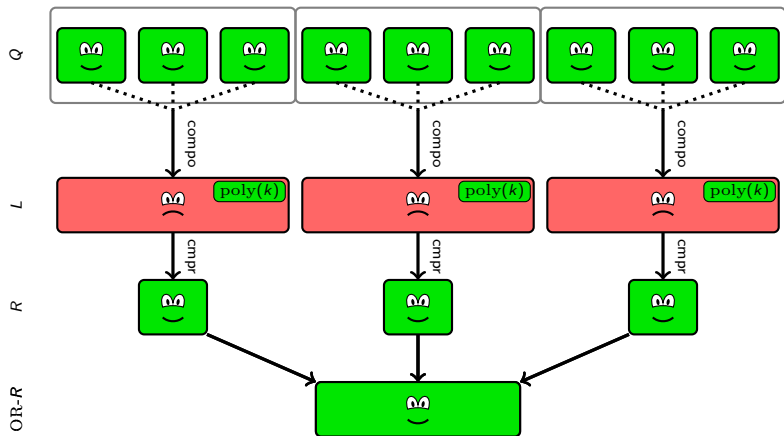 Q
compo compo compo
L
poly(k) poly(k) poly(k)
cmpr cmpr cmpr
R
OR-R